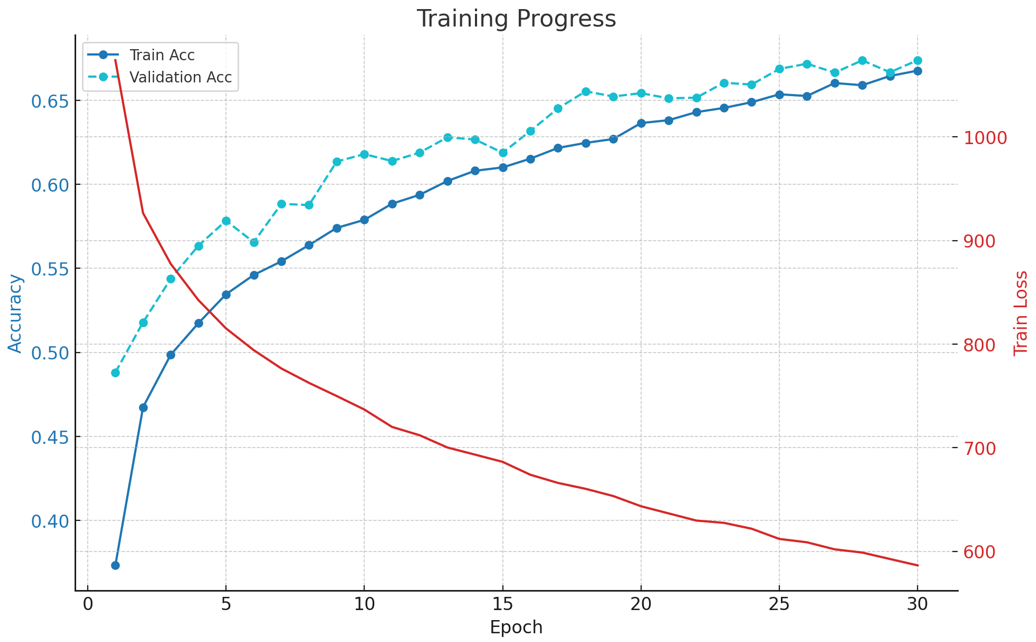 Training Progress
Train Acc
Validation Acc
0.65
0.60
0.55
0.50
0.45
0.40
Accuracy
1000
900
800
700
600
Train Loss
0 5 10 15 20 25 30
Epoch